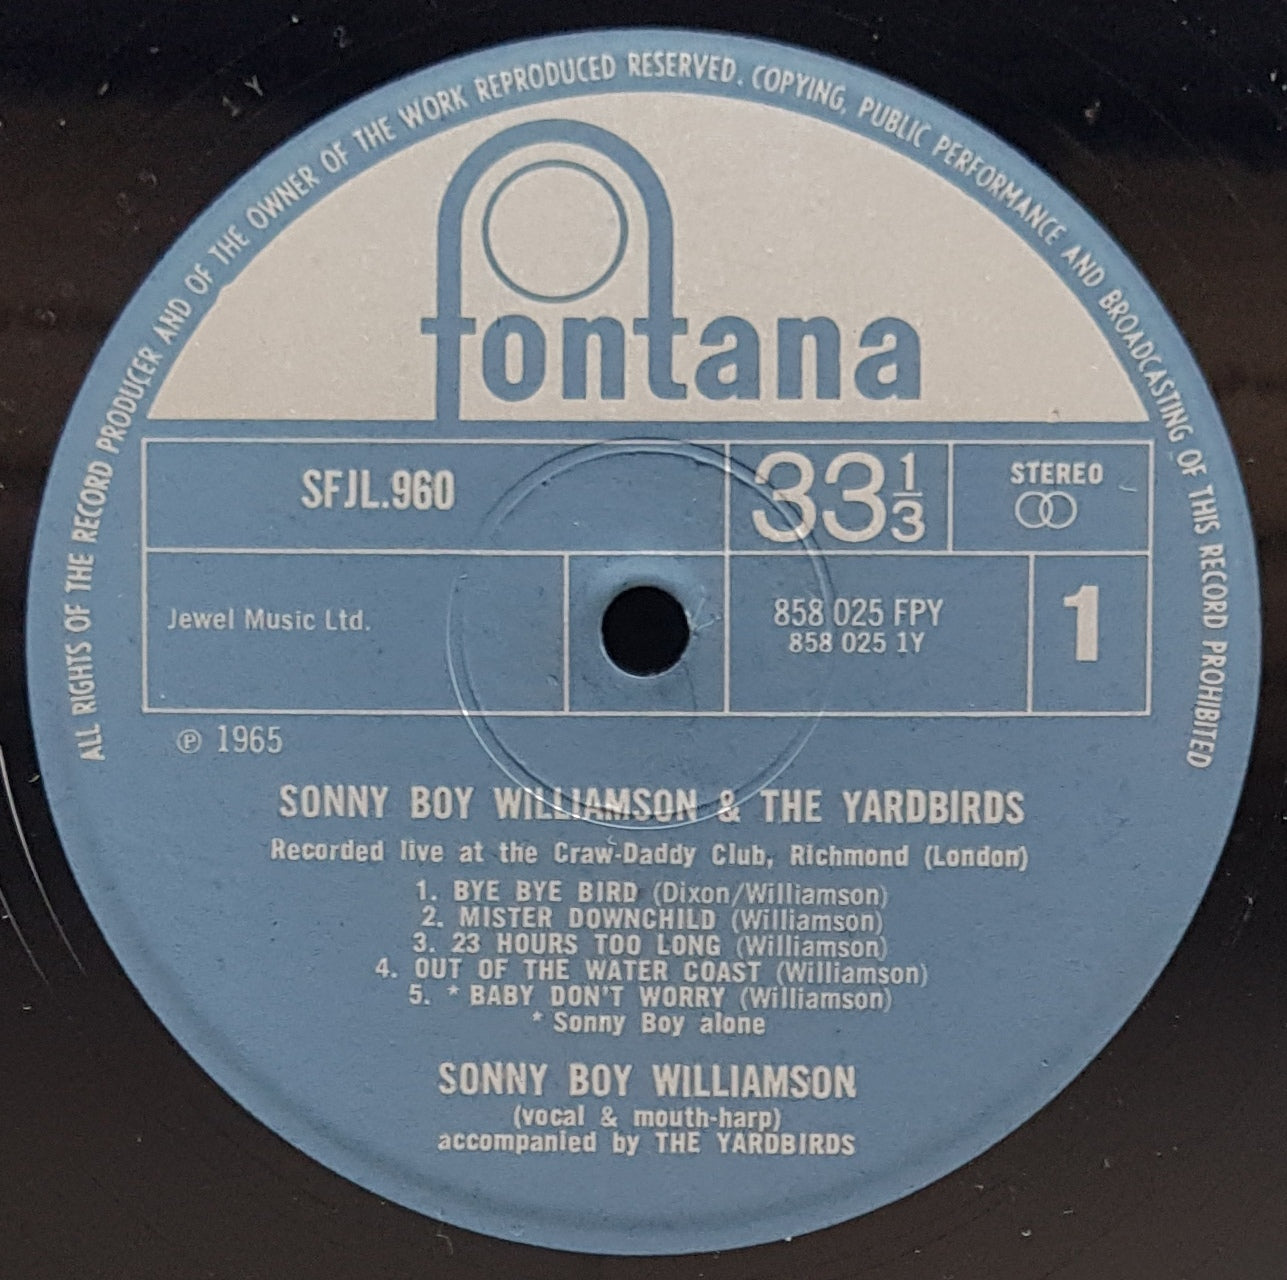 ALL RIGHTS OF THE RECORD PRODUCER AND OF THE OWNER OF THE WORK REPRODUCED RESERVED. COPYING, PUBLIC PERFORMANCE AND BROADCASTING OF THIS RECORD PROHIBITED
fontana
SFJL.960
33 1/3
STEREO
Jewel Music Ltd.
858 025 FPY
858 025 1Y
1
℗ 1965
SONNY BOY WILLIAMSON & THE YARDBIRDS
Recorded live at the Craw-Daddy Club, Richmond (London)
1. BYE BYE BIRD (Dixon/Williamson)
2. MISTER DOWNCHILD (Williamson)
3. 23 HOURS TOO LONG (Williamson)
4. OUT OF THE WATER COAST (Williamson)
5. * BABY DON'T WORRY (Williamson)
* Sonny Boy alone
SONNY BOY WILLIAMSON
(vocal & mouth-harp)
accompanied by THE YARDBIRDS